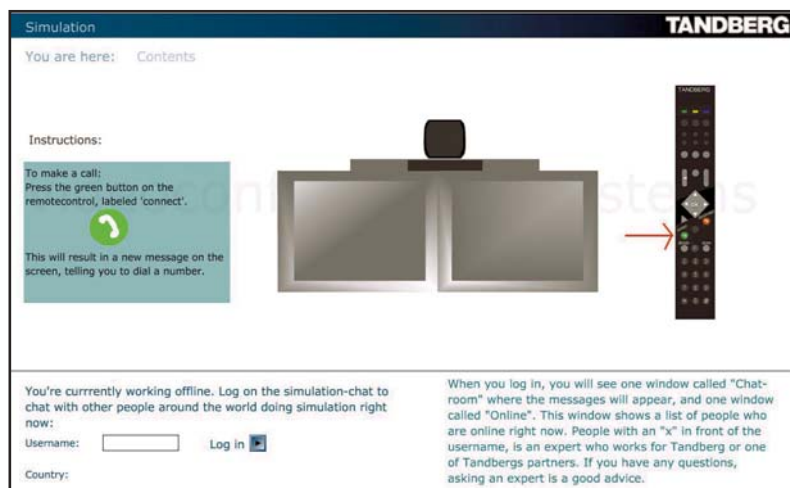 Simulation
TANDBERG
You are here: Contents
TANDBERG
Instructions:
To make a call:
Press the green button on the
remotecontrol, labeled 'connect'.
This will result in a new message on the
screen, telling you to dial a number.
You're currrently working offline. Log on the simulation-chat to
chat with other people around the world doing simulation right
now:
Username:
Log in
Country:
When you log in, you will see one window called "Chat-
room" where the messages will appear, and one window
called "Online". This window shows a list of people who
are online right now. People with an "x" in front of the
username, is an expert who works for Tandberg or one
of Tandbergs partners. If you have any questions,
asking an expert is a good advice.